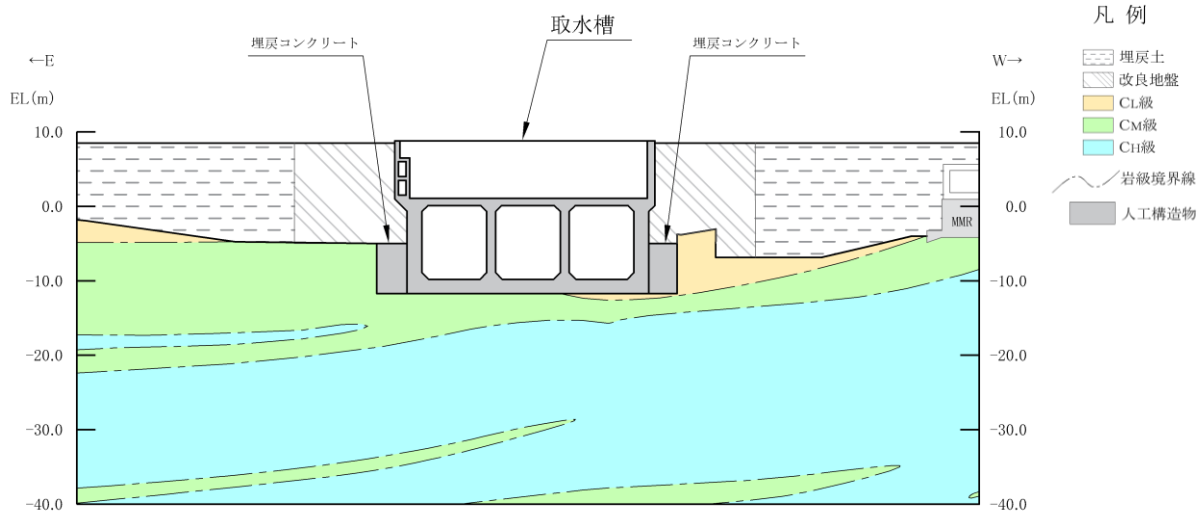 凡 例
取水槽
埋戻コンクリート
埋戻コンクリート
←E
W→
埋戻土
改良地盤
EL(m)
EL(m)
CL級
CM級
CH級
10.0
10.0
岩級境界線
0.0
0.0
人工構造物
MMR
-10.0
-10.0
-20.0
-20.0
-30.0
-30.0
-40.0
-40.0